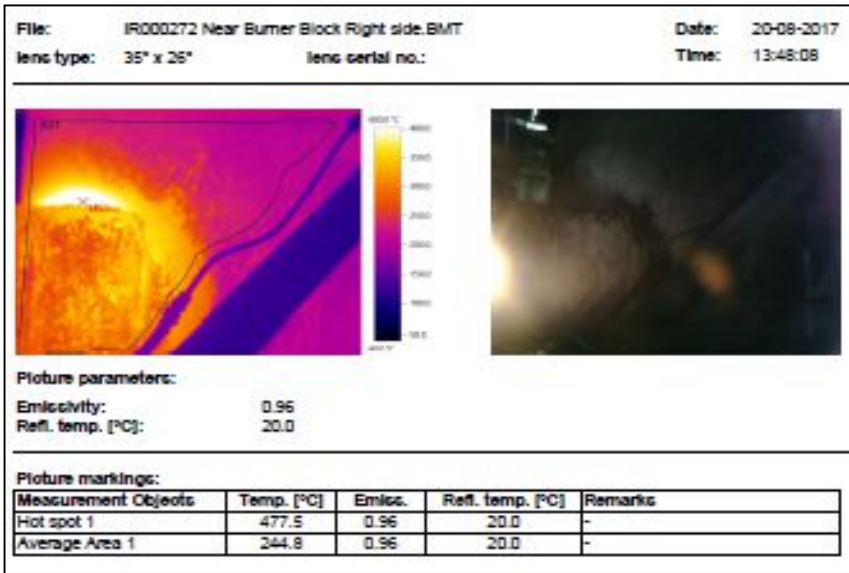 File: IR000272 Near Burner Block Right side.BMT Date: 20-08-2017
lens type: 35° x 26° lens serial no.: Time: 13:48:08
Picture parameters:
Emissivity: 0.96
Refl. temp. [°C]: 20.0
Picture markings:
Measurement Objects Temp. [°C] Emiss. Refl. temp. [°C] Remarks
Hot spot 1 477.5 0.96 20.0 -
Average Area 1 244.8 0.96 20.0 -